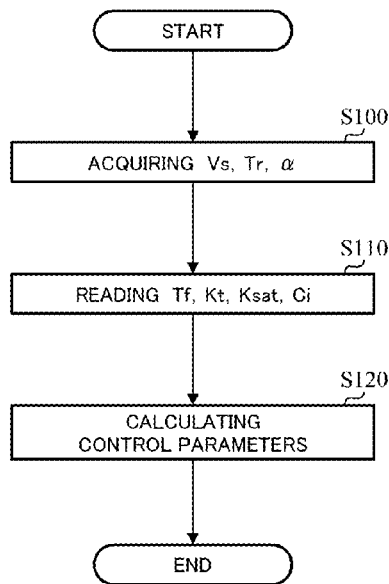 START
S100
ACQUIRING Vs, Tr, α
S110
READING Tf, Kt, Ksat, Ci
S120
CALCULATING
CONTROL PARAMETERS
END